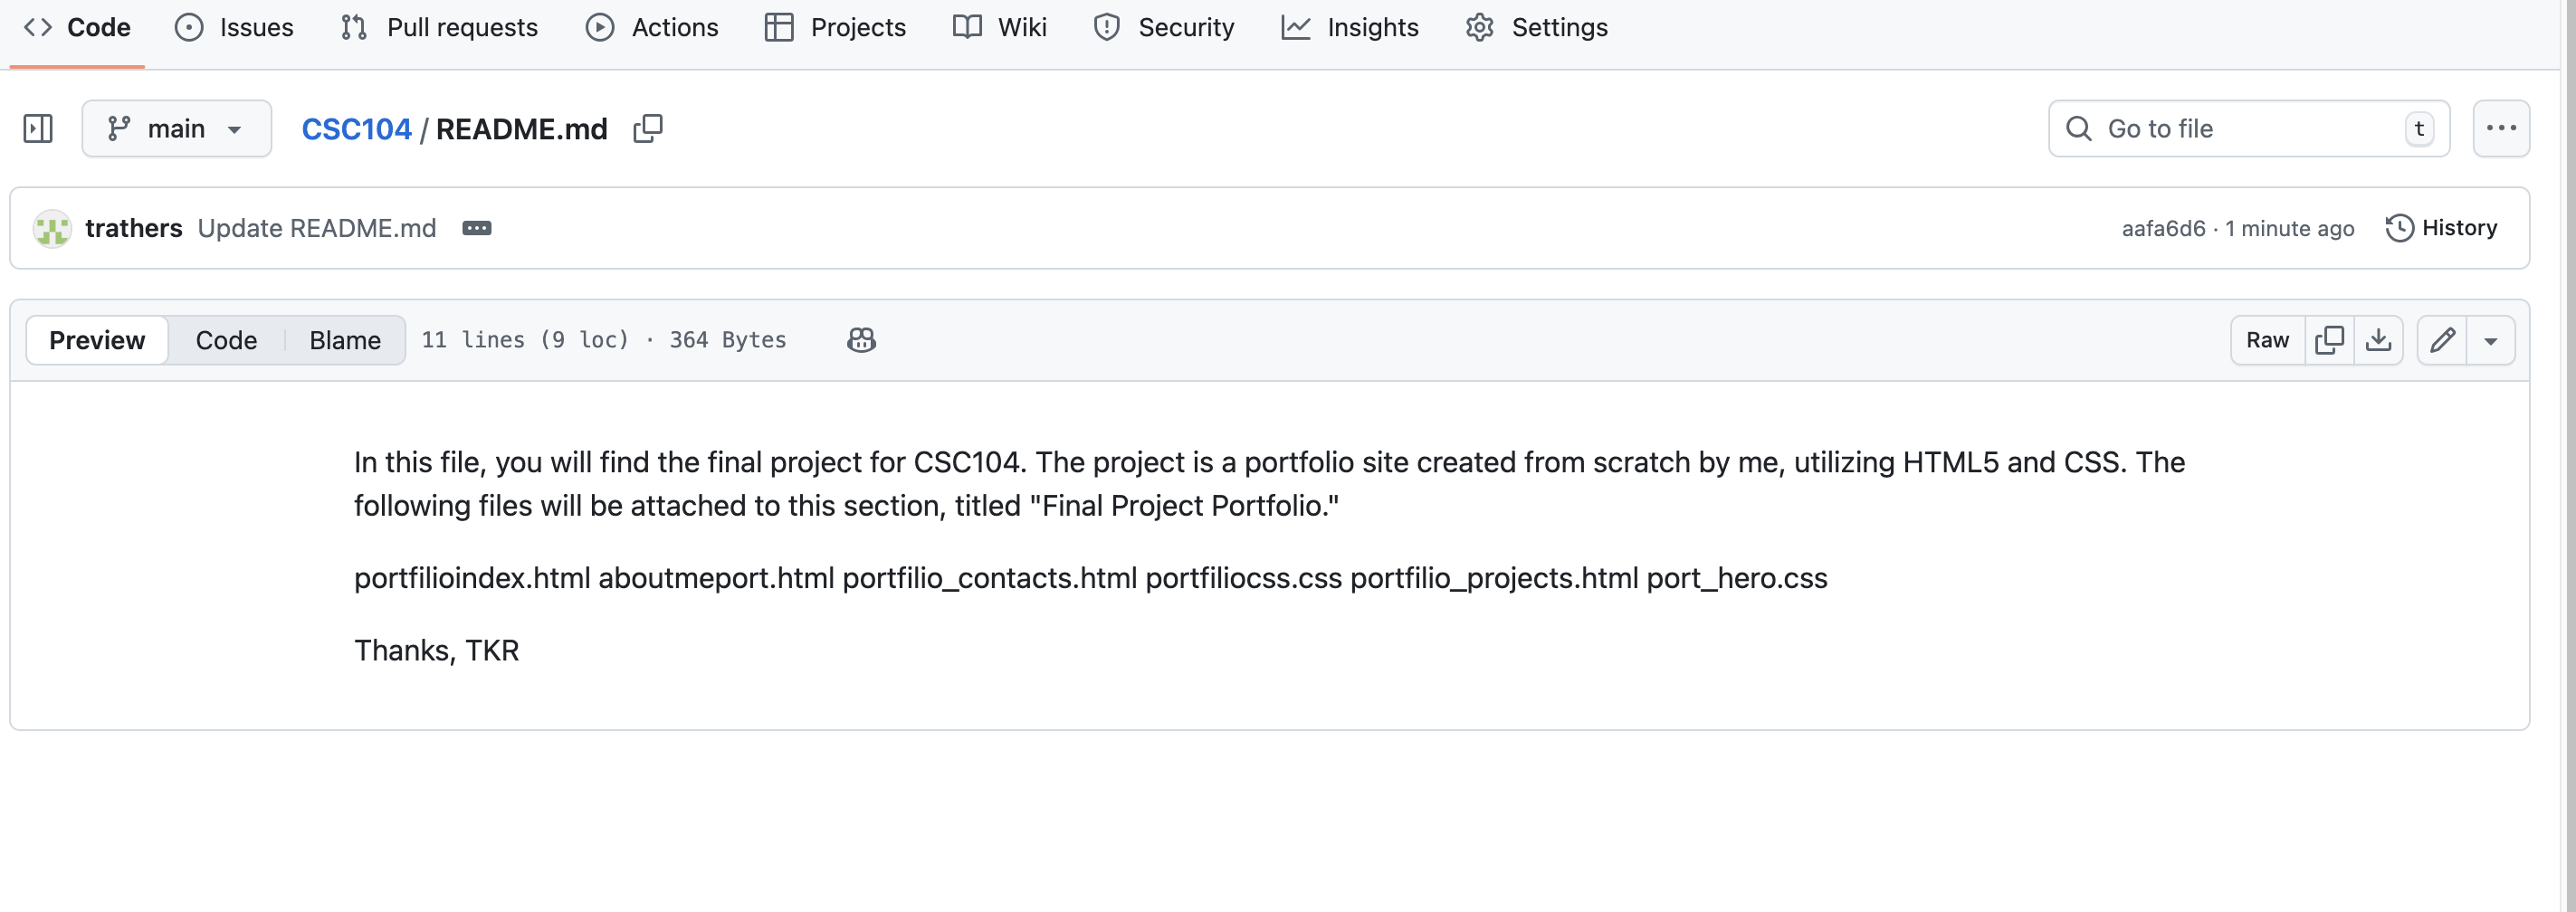 Code Issues Pull requests Actions Projects Wiki Security Insights Settings
main CSC104 / README.md Go to file t
trathers Update README.md aafa6d6 · 1 minute ago History
Preview Code Blame 11 lines (9 loc) · 364 Bytes Raw
In this file, you will find the final project for CSC104. The project is a portfolio site created from scratch by me, utilizing HTML5 and CSS. The
following files will be attached to this section, titled "Final Project Portfolio."
portfilioindex.html aboutmeport.html portfilio_contacts.html portfiliocss.css portfilio_projects.html port_hero.css
Thanks, TKR